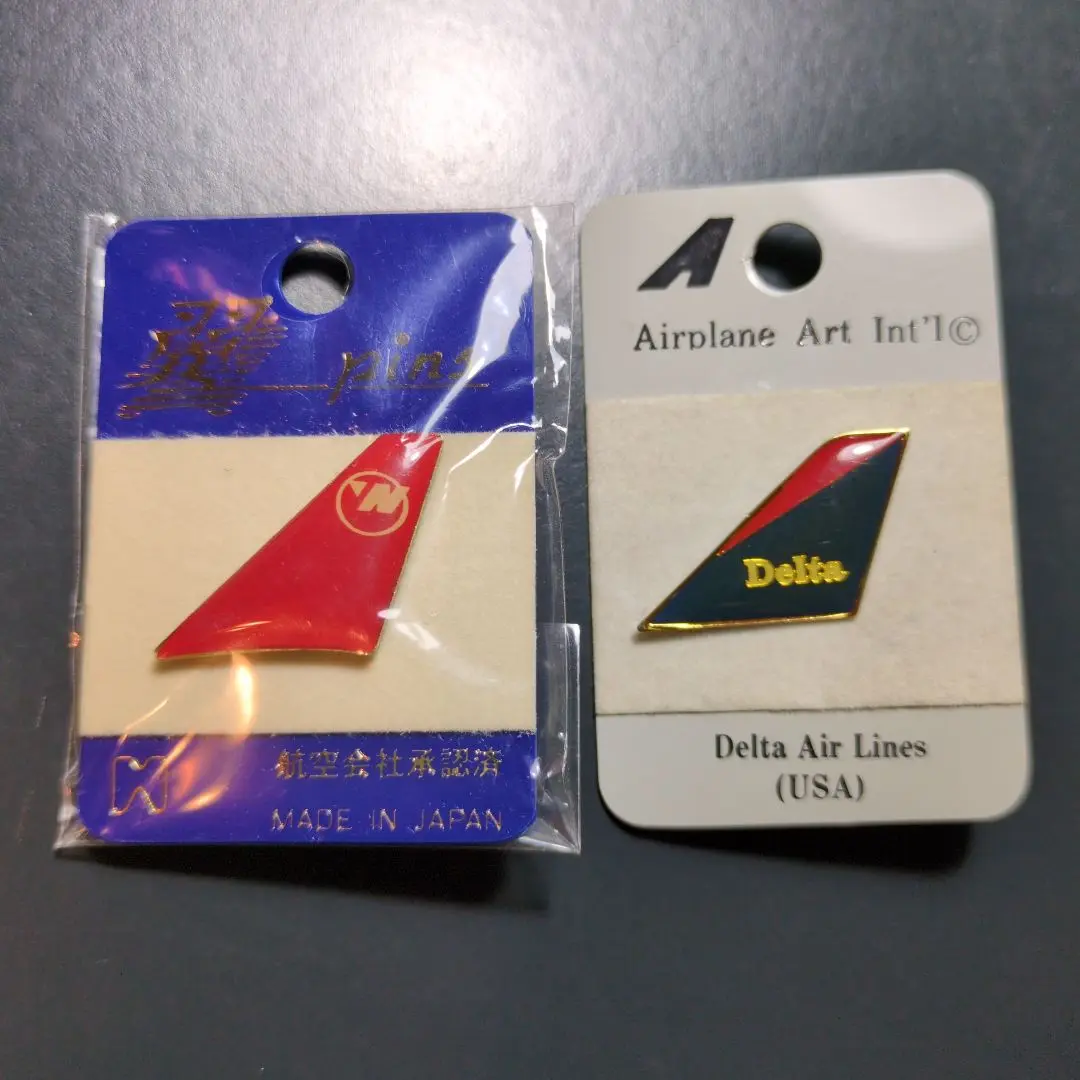 pins
N
航空会社承認済
MADE IN JAPAN
A
Airplane Art Int'l©
Delta
Delta Air Lines
(USA)